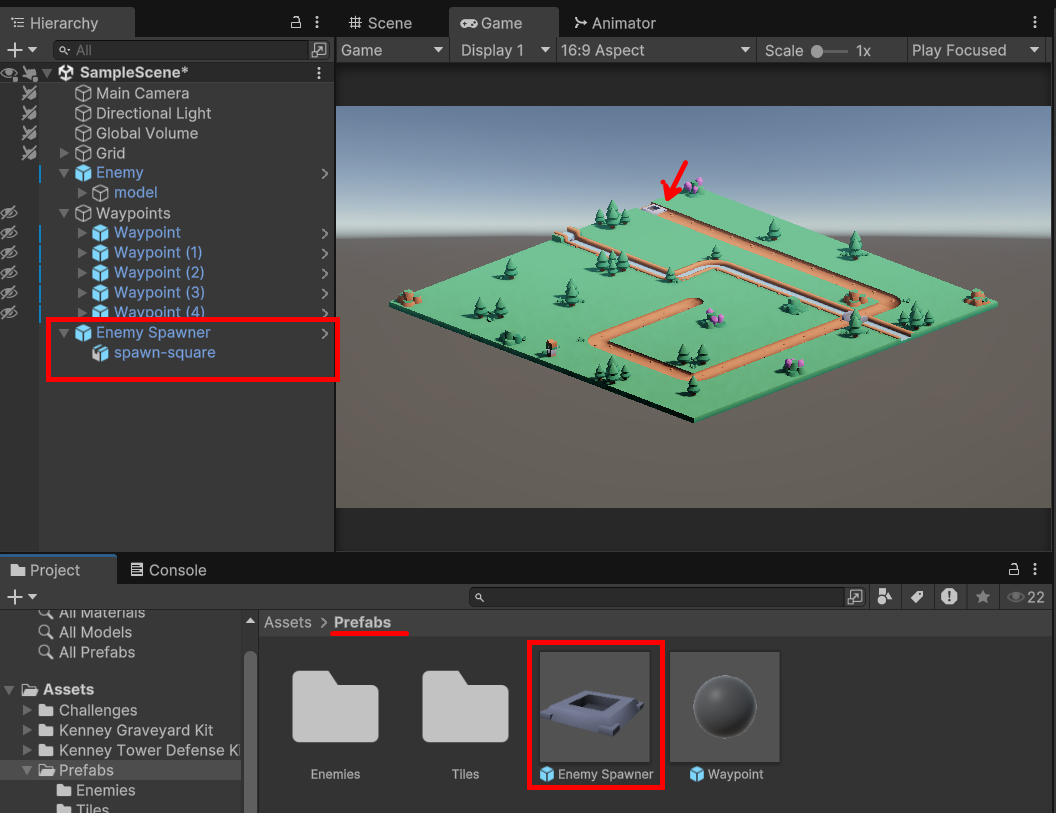 Hierarchy
Scene
Game
Animator
All
Game
Display 1
16:9 Aspect
Scale
1x
Play Focused
SampleScene*
Main Camera
Directional Light
Global Volume
Grid
Enemy
model
Waypoints
Waypoint
Waypoint (1)
Waypoint (2)
Waypoint (3)
Waypoint (4)
Enemy Spawner
spawn-square
Project
Console
22
All Materials
All Models
All Prefabs
Assets
Challenges
Kenney Graveyard Kit
Kenney Tower Defense Ki
Prefabs
Enemies
Tiles
Assets > Prefabs
Enemies
Tiles
Enemy Spawner
Waypoint